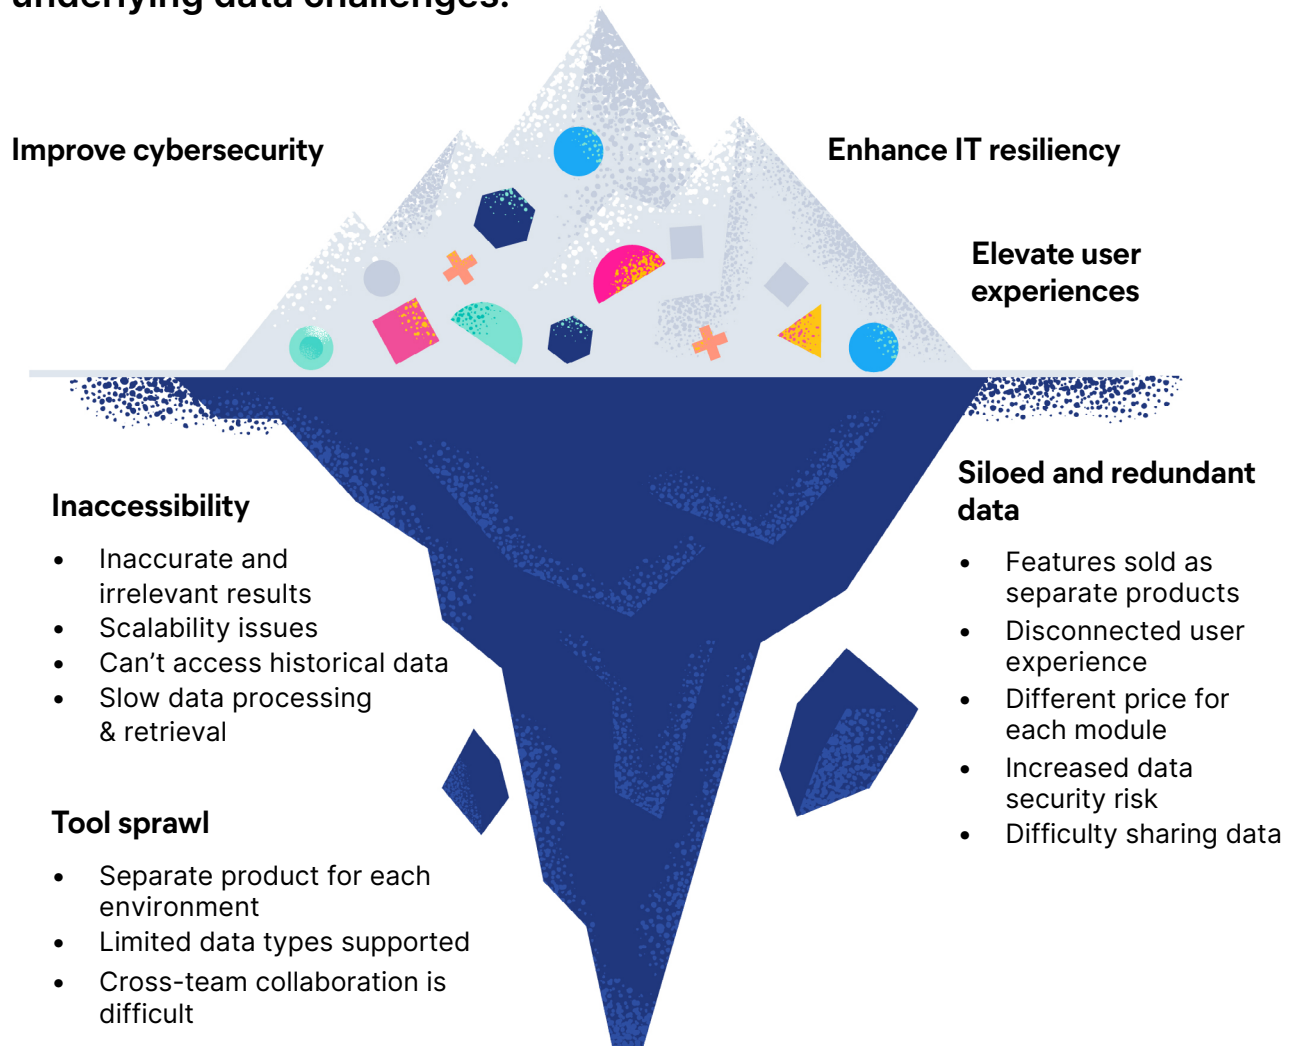 underlying data challenges.
Improve cybersecurity
Enhance IT resiliency
Elevate user
experiences
Inaccessibility
• Inaccurate and
irrelevant results
• Scalability issues
• Can’t access historical data
• Slow data processing
& retrieval
Tool sprawl
• Separate product for each
environment
• Limited data types supported
• Cross-team collaboration is
difficult
Siloed and redundant
data
• Features sold as
separate products
• Disconnected user
experience
• Different price for
each module
• Increased data
security risk
• Difficulty sharing data